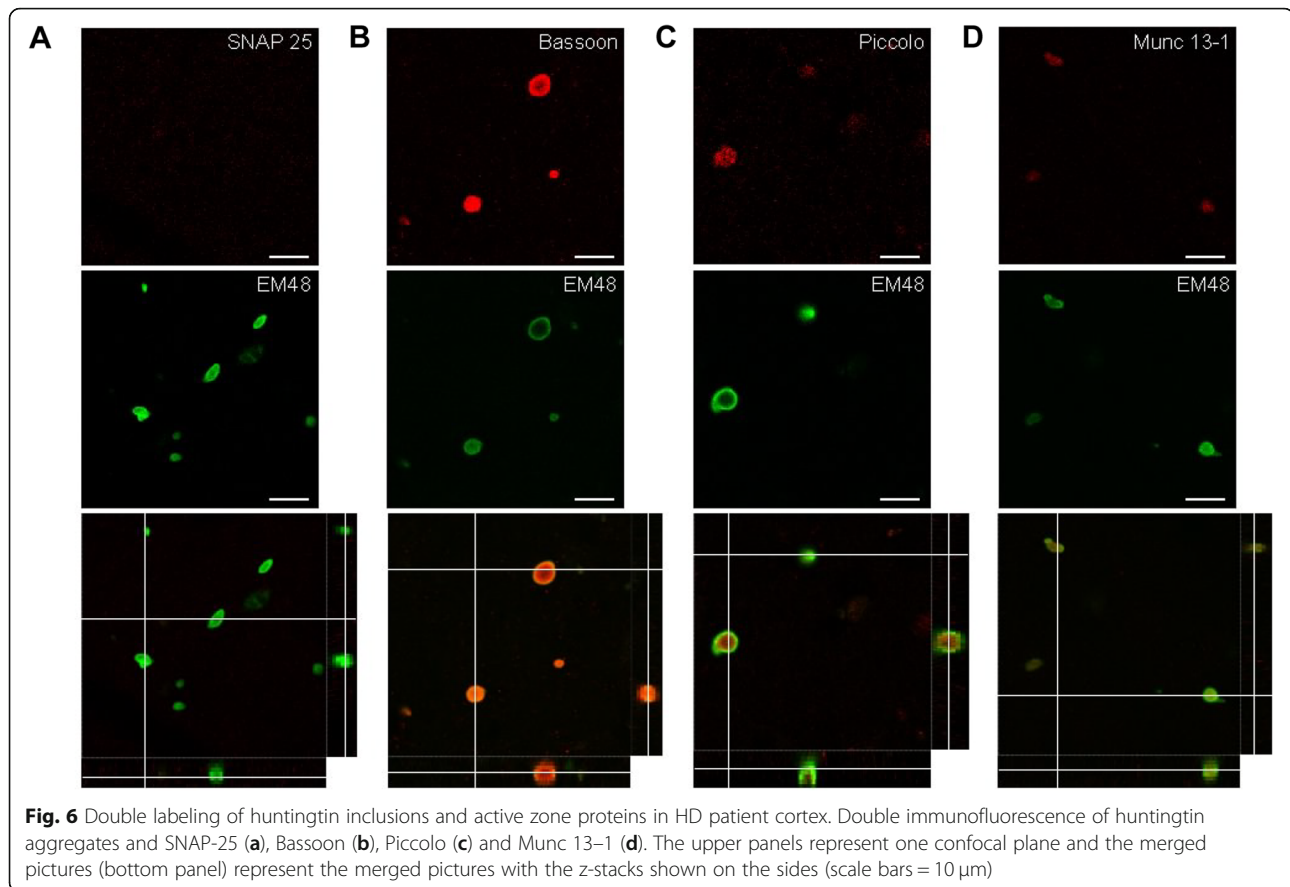 A
SNAP 25
B
Bassoon
C
Piccolo
D
Munc 13-1
EM48
EM48
EM48
EM48
Fig. 6 Double labeling of huntingtin inclusions and active zone proteins in HD patient cortex. Double immunofluorescence of huntingtin
aggregates and SNAP-25 (a), Bassoon (b), Piccolo (c) and Munc 13–1 (d). The upper panels represent one confocal plane and the merged
pictures (bottom panel) represent the merged pictures with the z-stacks shown on the sides (scale bars = 10 μm)